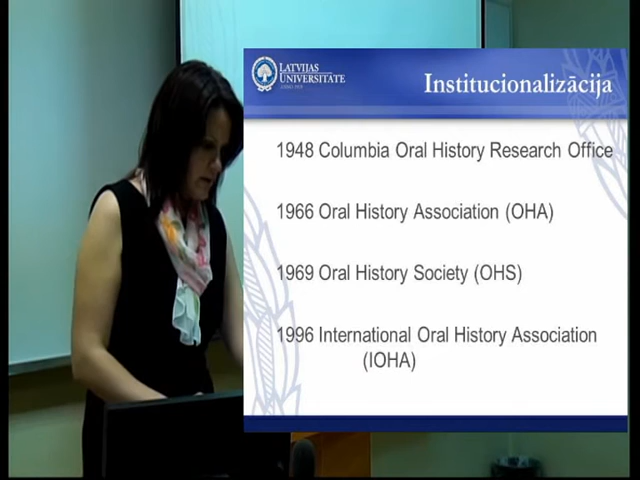 LATVIJAS
UNIVERSITĀTE
ANNO 1919
Institucionalizācija
1948 Columbia Oral History Research Office
1966 Oral History Association (OHA)
1969 Oral History Society (OHS)
1996 International Oral History Association
(IOHA)